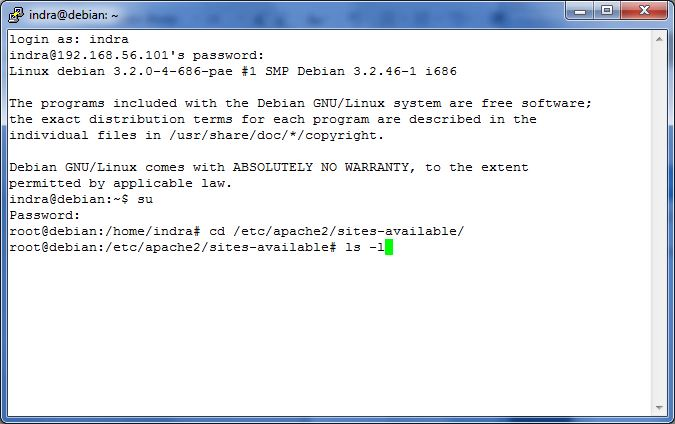 indra@debian: ~
login as: indra
indra@192.168.56.101's password:
Linux debian 3.2.0-4-686-pae #1 SMP Debian 3.2.46-1 i686
The programs included with the Debian GNU/Linux system are free software;
the exact distribution terms for each program are described in the
individual files in /usr/share/doc/*/copyright.
Debian GNU/Linux comes with ABSOLUTELY NO WARRANTY, to the extent
permitted by applicable law.
indra@debian:~$ su
Password:
root@debian:/home/indra# cd /etc/apache2/sites-available/
root@debian:/etc/apache2/sites-available# ls -l